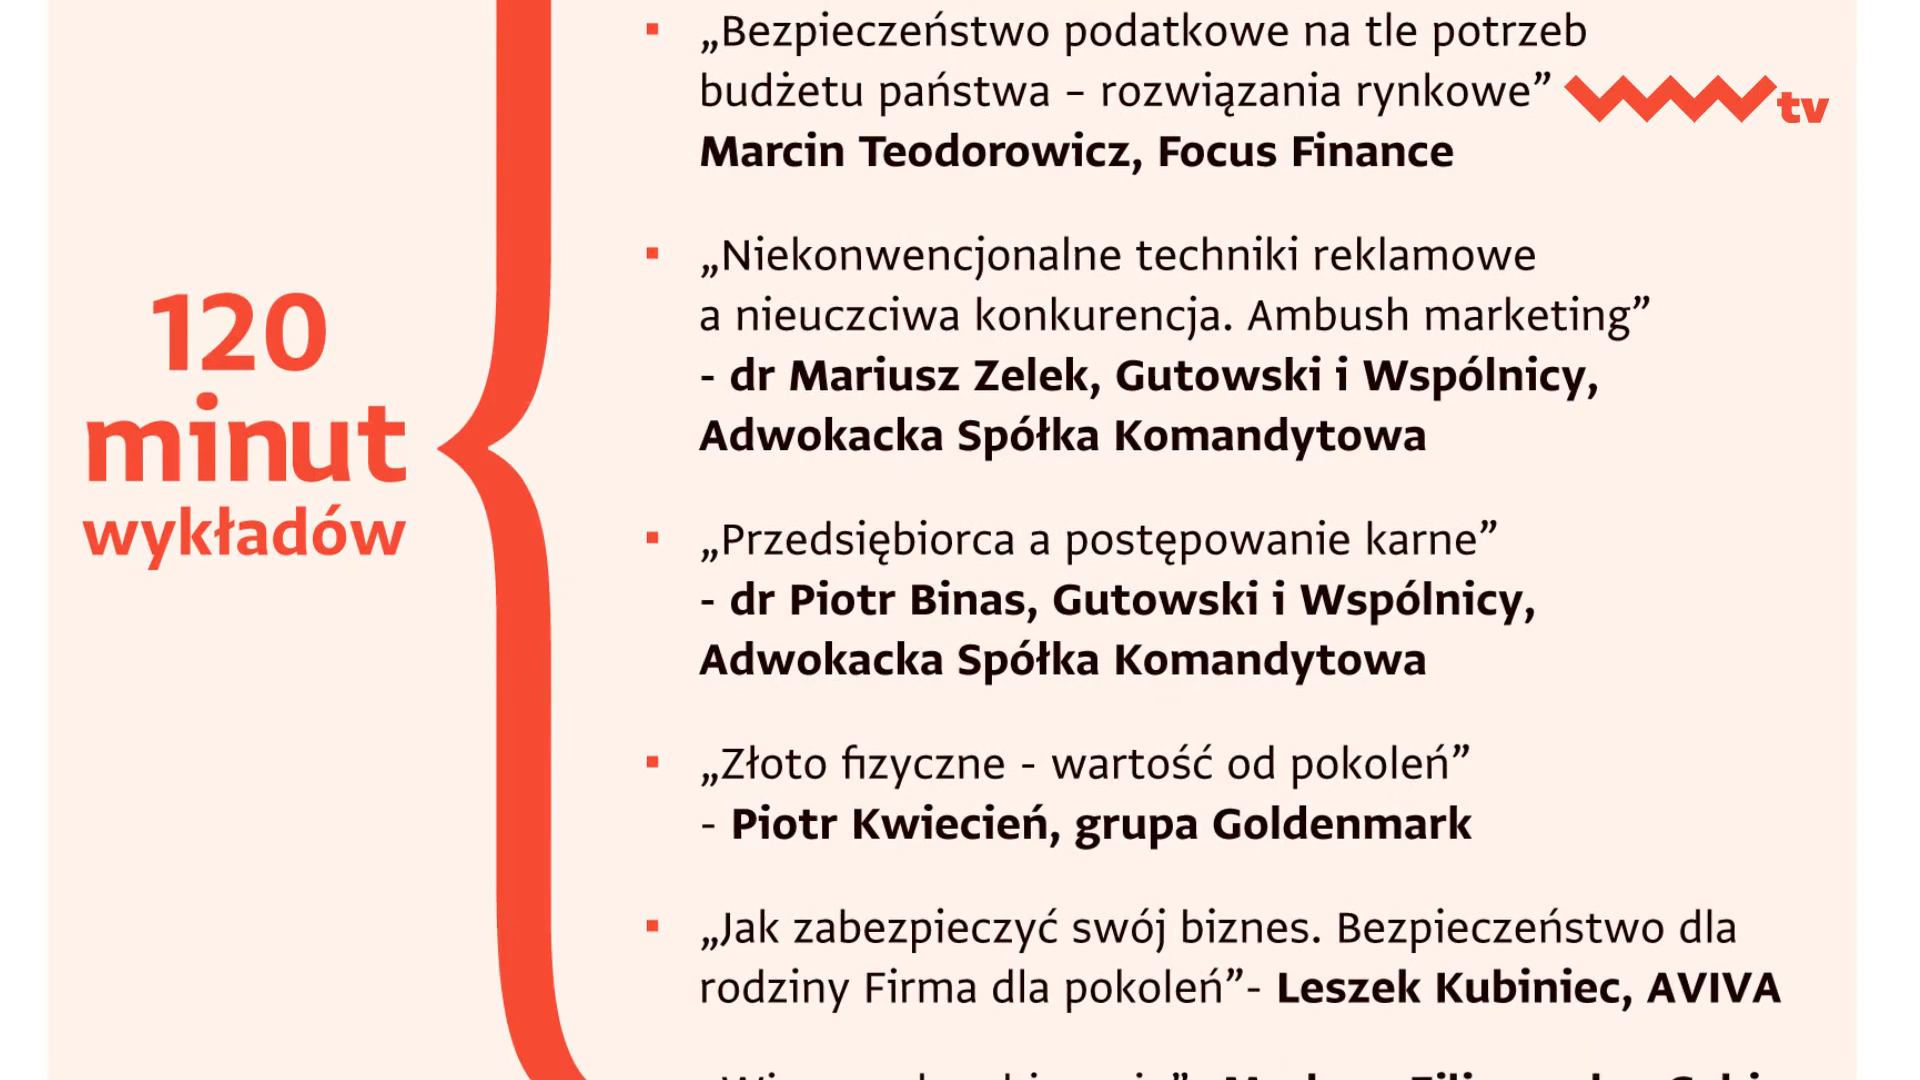 120
minut
wykładów
„Bezpieczeństwo podatkowe na tle potrzeb
budżetu państwa – rozwiązania rynkowe”
Marcin Teodorowicz, Focus Finance
tv
„Niekonwencjonalne techniki reklamowe
a nieuczciwa konkurencja. Ambush marketing”
- dr Mariusz Zelek, Gutowski i Wspólnicy,
Adwokacka Spółka Komandytowa
„Przedsiębiorca a postępowanie karne”
- dr Piotr Binas, Gutowski i Wspólnicy,
Adwokacka Spółka Komandytowa
„Złoto fizyczne - wartość od pokoleń”
- Piotr Kwiecień, grupa Goldenmark
„Jak zabezpieczyć swój biznes. Bezpieczeństwo dla
rodziny Firma dla pokoleń”- Leszek Kubiniec, AVIVA